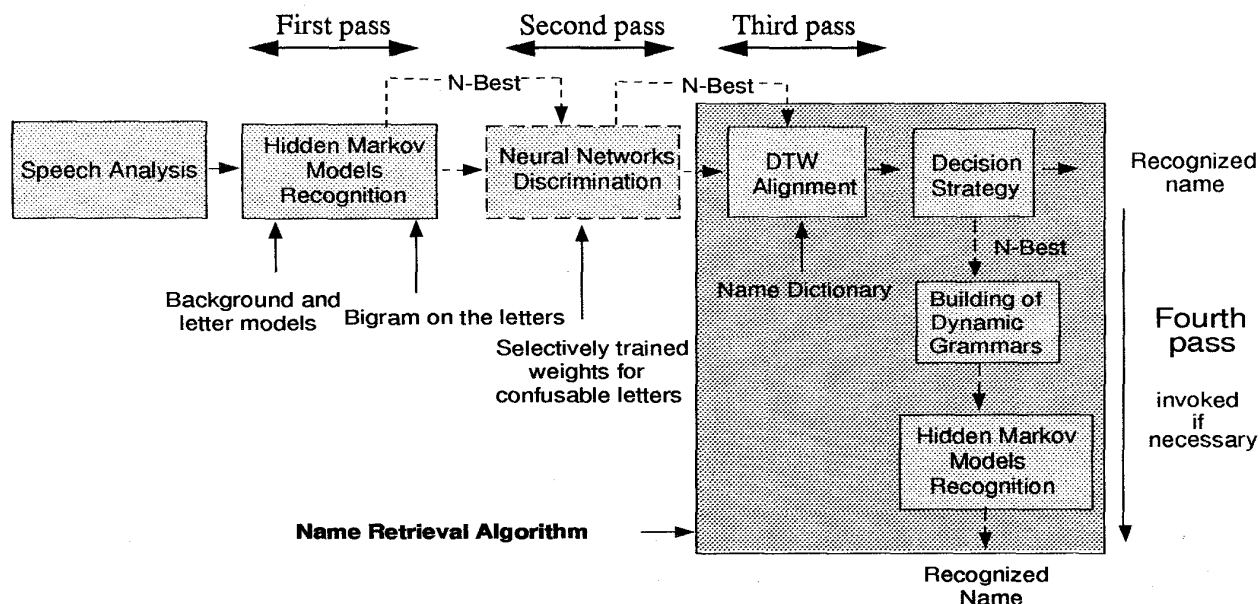 First pass
Second pass
Third pass
N-Best
N-Best
Speech Analysis
Hidden Markov
Models
Recognition
Neural Networks
Discrimination
DTW
Alignment
Decision
Strategy
Recognized
name
Background and
letter models
Bigram on the letters
Selectively trained
weights for
confusable letters
Name Dictionary
N-Best
Building of
Dynamic
Grammars
Hidden Markov
Models
Recognition
Fourth
pass
invoked
if
necessary
Name Retrieval Algorithm
Recognized
Name